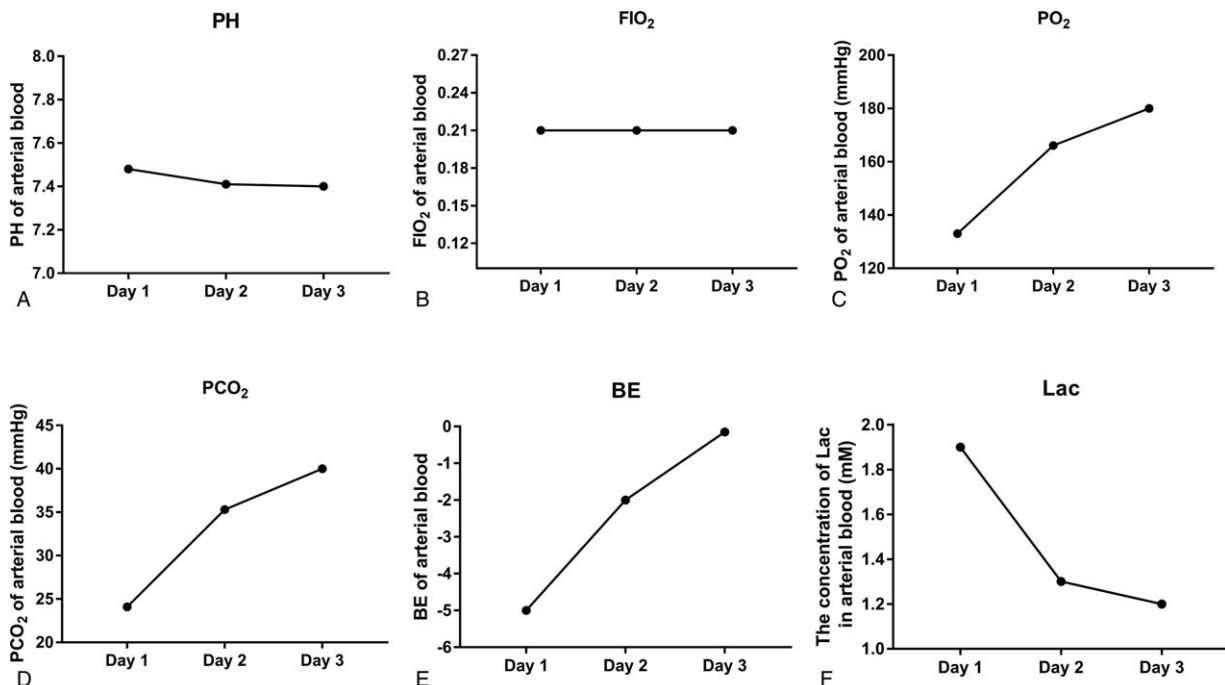 PH
PH of arterial blood
8.0
7.8
7.6
7.4
7.2
7.0
Day 1 Day 2 Day 3
A
FIO₂
FIO₂ of arterial blood
0.27
0.24
0.21
0.18
0.15
0.12
Day 1 Day 2 Day 3
B
PO₂
PO₂ of arterial blood (mmHg)
200
180
160
140
120
Day 1 Day 2 Day 3
C
PCO₂
PCO₂ of arterial blood (mmHg)
45
40
35
30
25
20
Day 1 Day 2 Day 3
D
BE
BE of arterial blood
0
-1
-2
-3
-4
-5
-6
Day 1 Day 2 Day 3
E
Lac
The concentration of Lac
in arterial blood (mM)
2.0
1.8
1.6
1.4
1.2
1.0
Day 1 Day 2 Day 3
F